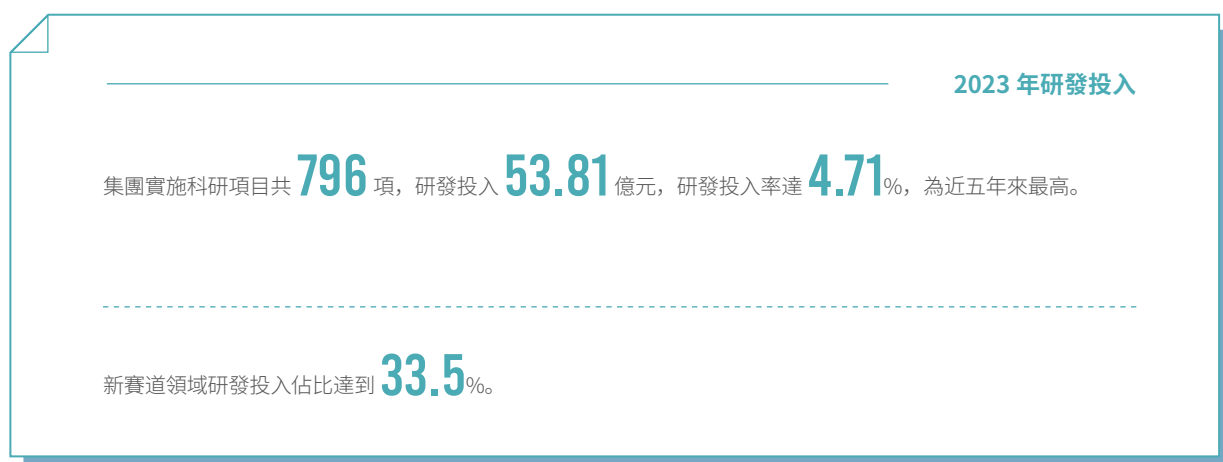 2023 年研發投入
集團實施科研項目共 796 項，研發投入 53.81 億元，研發投入率達 4.71%，為近五年來最高。
新賽道領域研發投入佔比達到 33.5%。